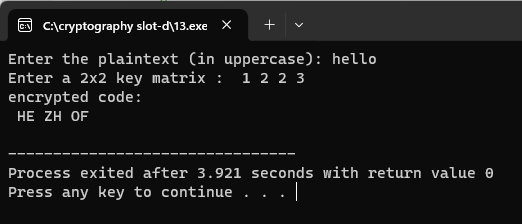 C:\cryptography slot-d\13.exe
Enter the plaintext (in uppercase): hello
Enter a 2x2 key matrix :  1 2 2 3
encrypted code:
 HE ZH OF
--------------------------------
Process exited after 3.921 seconds with return value 0
Press any key to continue . . .